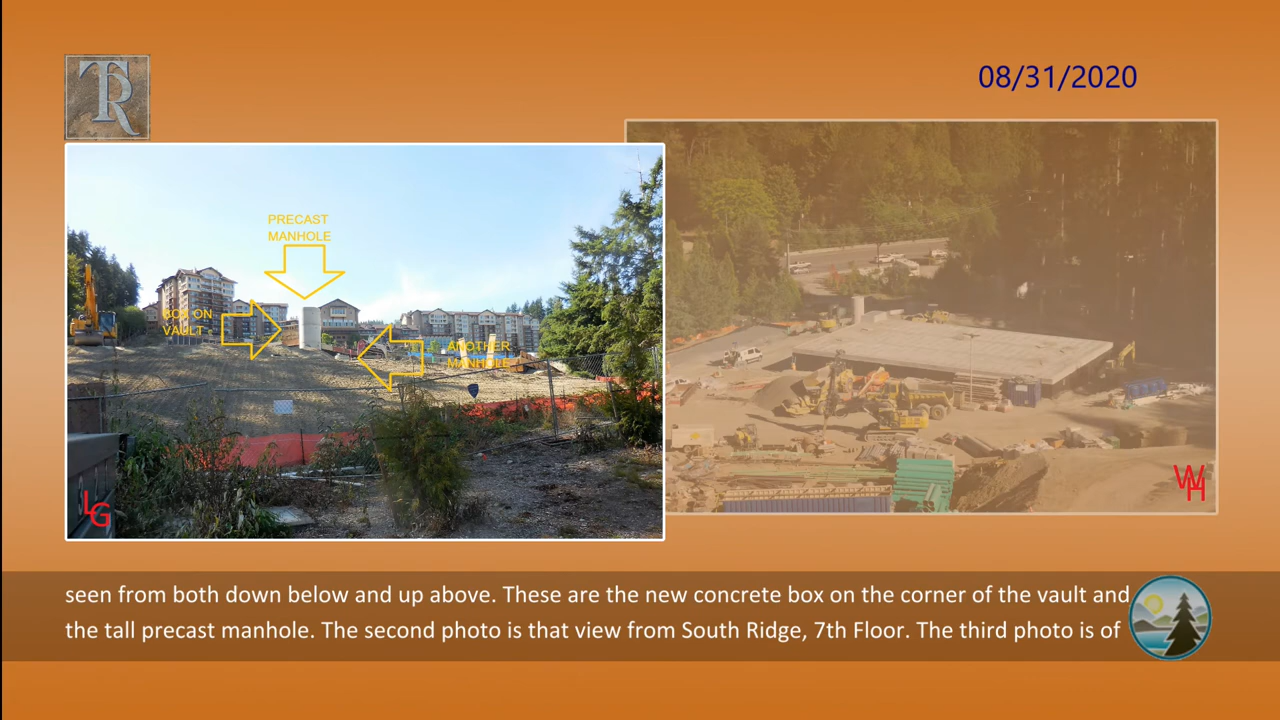 TR
08/31/2020
PRECAST
MANHOLE
BOX ON
VAULT
ANOTHER
MANHOLE
LG
WH
seen from both down below and up above. These are the new concrete box on the corner of the vault and
the tall precast manhole. The second photo is that view from South Ridge, 7th Floor. The third photo is of